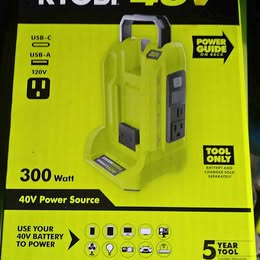 RYOBI 40V
USB-C
USB-A
120V
POWER
GUIDE
ON BACK
TOOL
ONLY
BATTERY AND
CHARGER SOLD
SEPARATELY
300 Watt
40V Power Source
USE YOUR
40V BATTERY
TO POWER
5 YEAR
TOOL